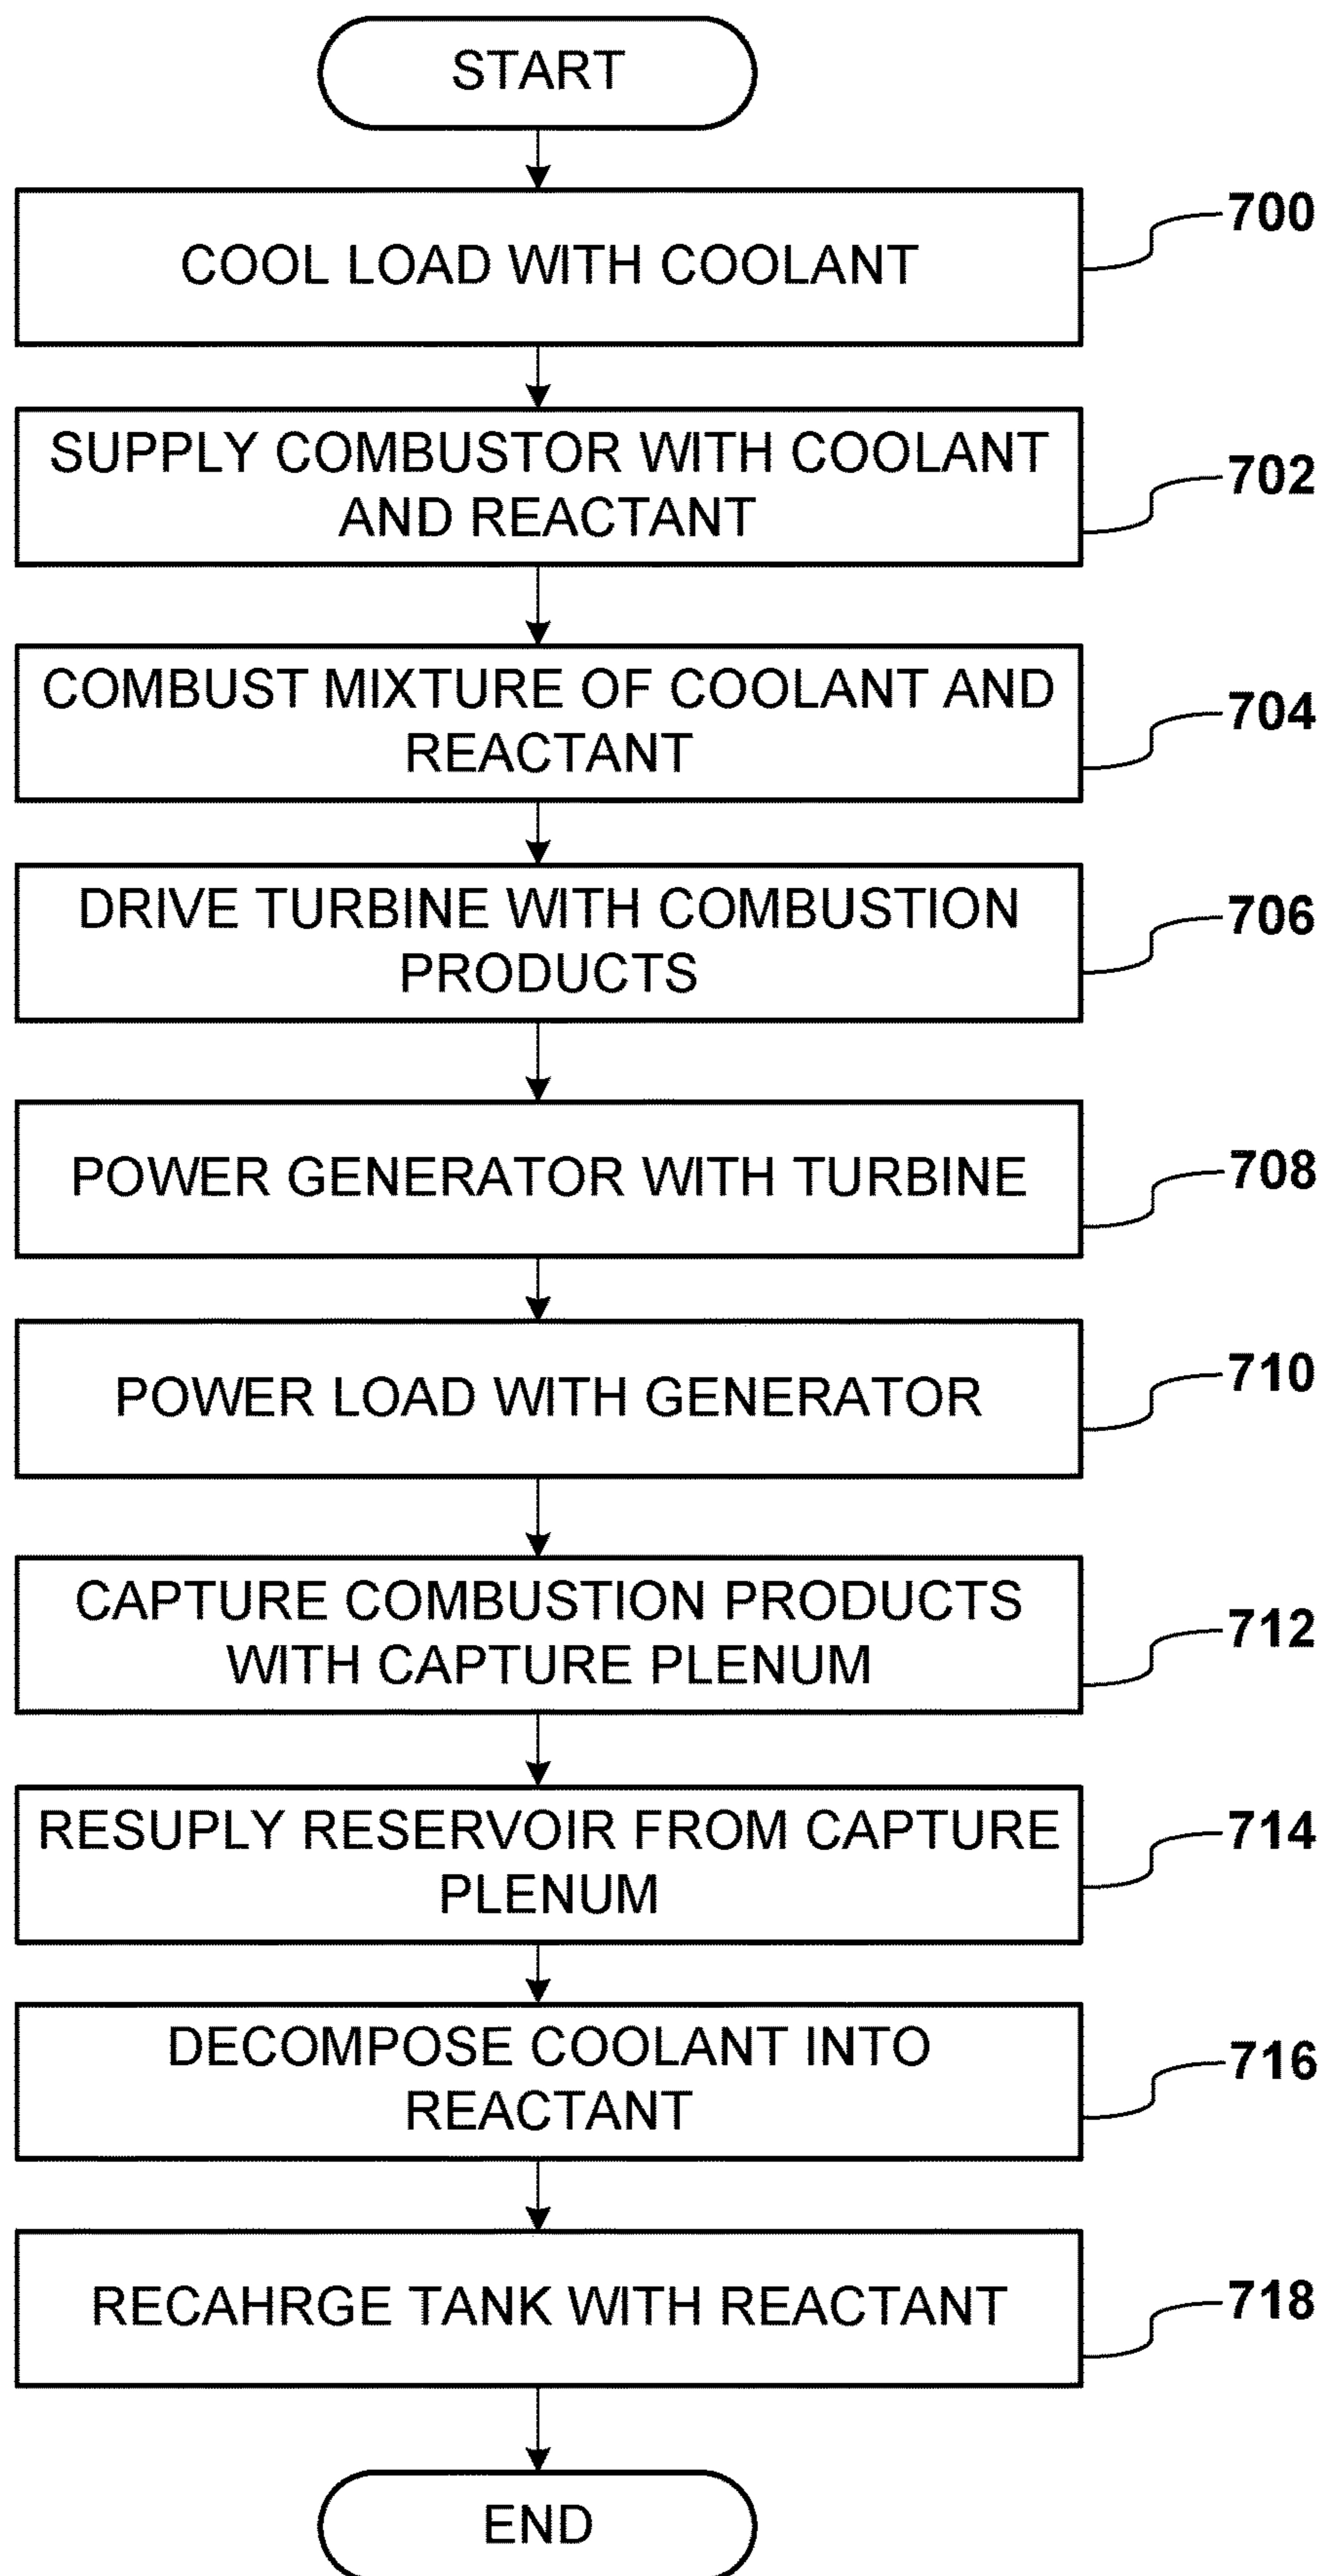 START
COOL LOAD WITH COOLANT
700
SUPPLY COMBUSTOR WITH COOLANT
AND REACTANT
702
COMBUST MIXTURE OF COOLANT AND
REACTANT
704
DRIVE TURBINE WITH COMBUSTION
PRODUCTS
706
POWER GENERATOR WITH TURBINE
708
POWER LOAD WITH GENERATOR
710
CAPTURE COMBUSTION PRODUCTS
WITH CAPTURE PLENUM
712
RESUPLY RESERVOIR FROM CAPTURE
PLENUM
714
DECOMPOSE COOLANT INTO
REACTANT
716
RECAHRGE TANK WITH REACTANT
718
END